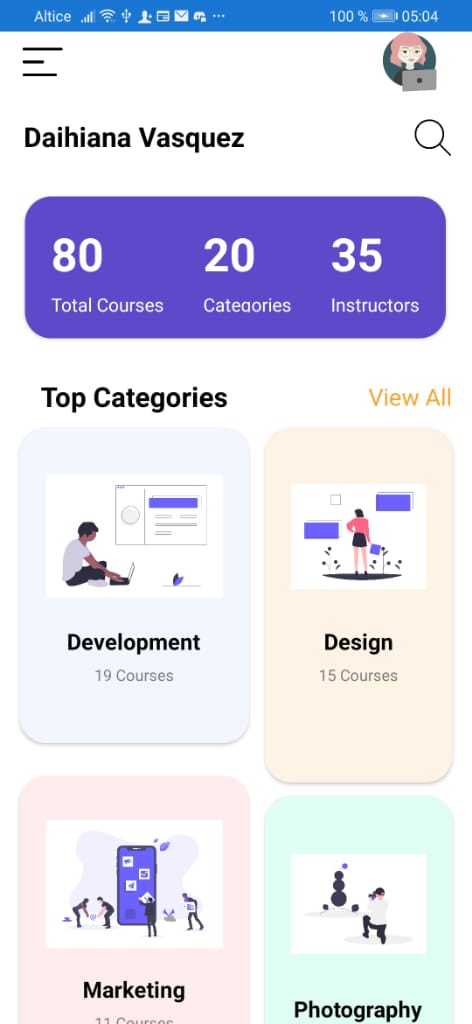 Altice 100 % 05:04
Daihiana Vasquez
80 20 35
Total Courses Categories Instructors
Top Categories View All
Development Design
19 Courses 15 Courses
Marketing
11 Courses
Photography